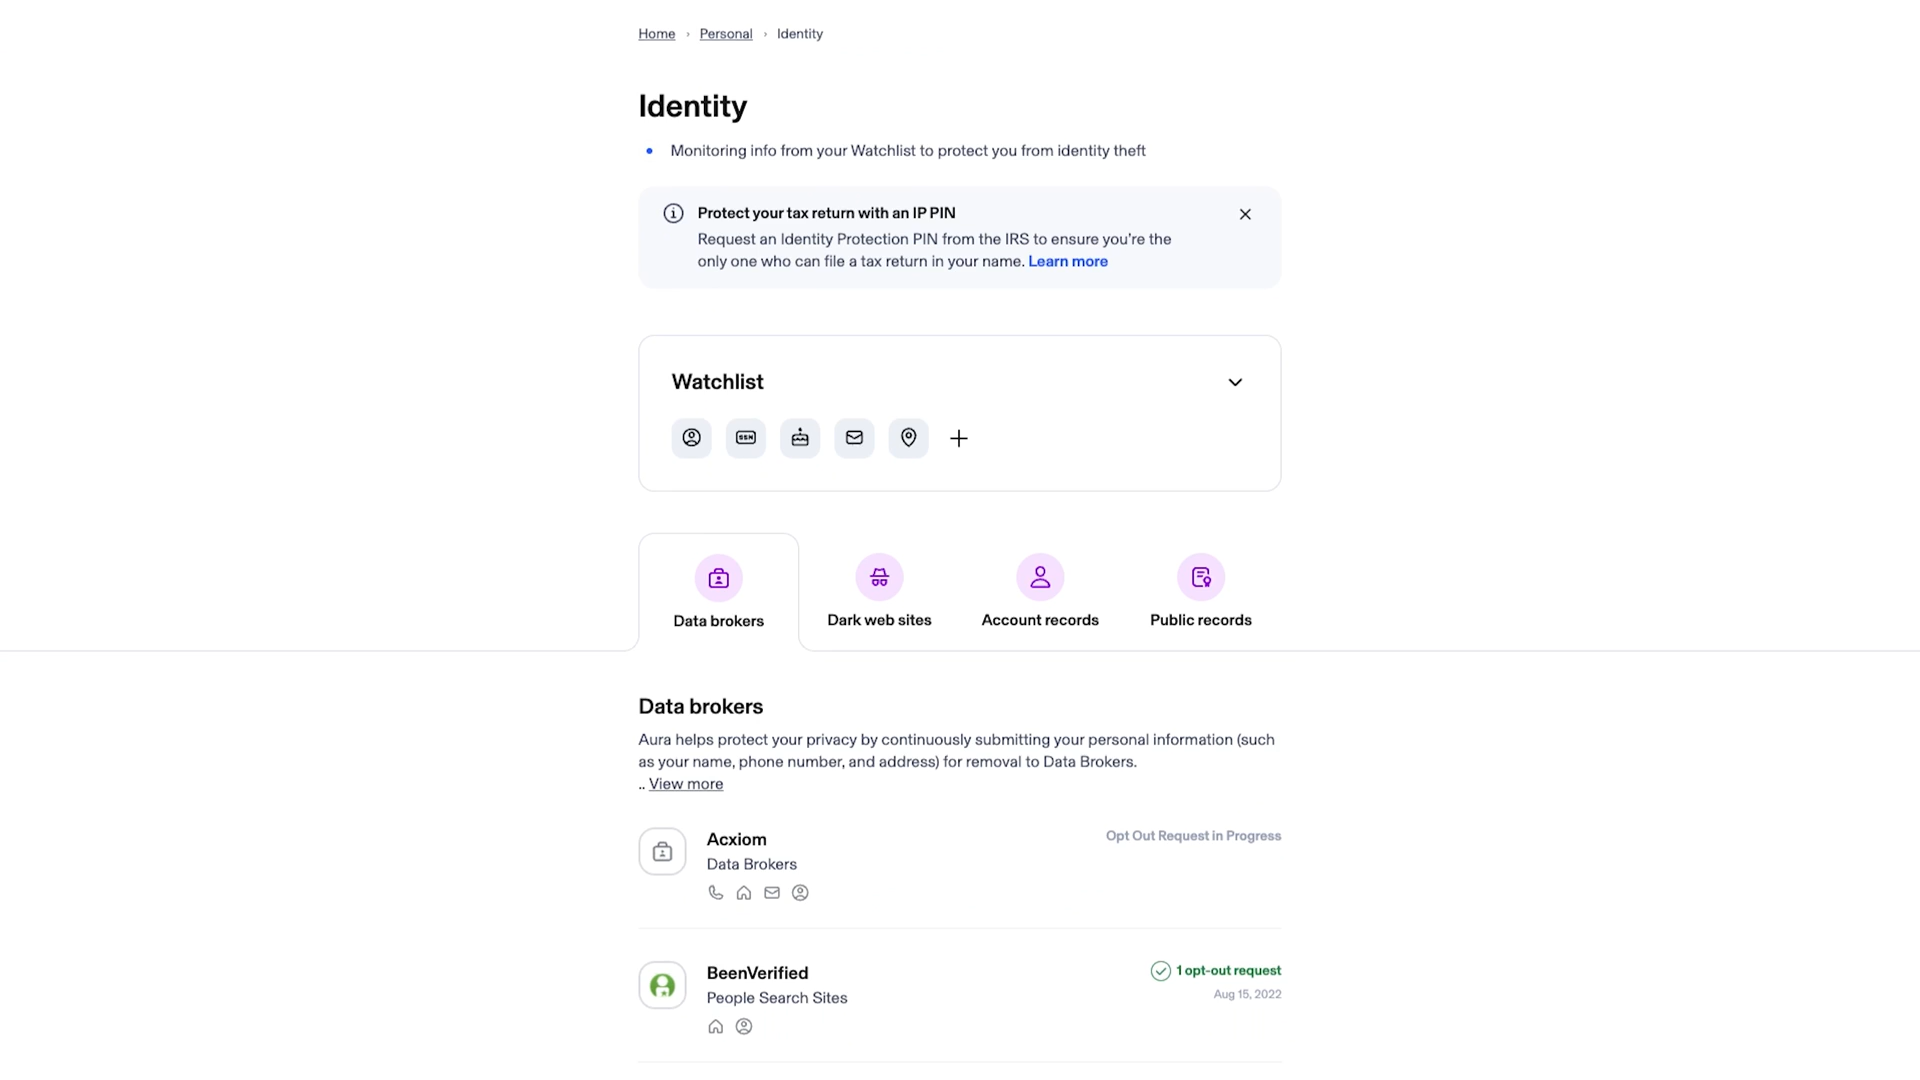 Home › Personal › Identity
Identity
• Monitoring info from your Watchlist to protect you from identity theft
Protect your tax return with an IP PIN
Request an Identity Protection PIN from the IRS to ensure you're the
only one who can file a tax return in your name. Learn more
Watchlist
SSN
Data brokers
Dark web sites
Account records
Public records
Data brokers
Aura helps protect your privacy by continuously submitting your personal information (such
as your name, phone number, and address) for removal to Data Brokers.
.. View more
Acxiom
Opt Out Request in Progress
Data Brokers
BeenVerified
1 opt-out request
People Search Sites
Aug 15, 2022